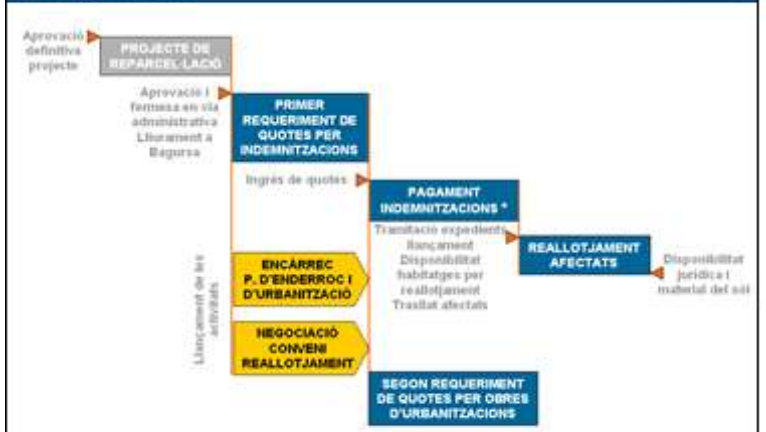 Aprovació
definitiva
projecte
PROJECTE DE
REPARCEL·LACIÓ
Aprovació i
fermesa en via
administrativa
Lliurament a
Bagursa
PRIMER
REQUERIMENT DE
QUOTES PER
INDEMNITZACIONS
Ingrés de quotes
PAGAMENT
INDEMNITZACIONS *
Tramitació expedients
llançament
Disponibilitat
habitatges per
reallotjament
Trasllat afectats
REALLOTJAMENT
AFECTATS
Disponibilitat
jurídica i
material del sòl
Llançament de les
activitats
ENCÀRREC
P. D'ENDERROC I
D'URBANITZACIÓ
NEGOCIACIÓ
CONVENI
REALLOTJAMENT
SEGON REQUERIMENT
DE QUOTES PER OBRES
D'URBANITZACIONS